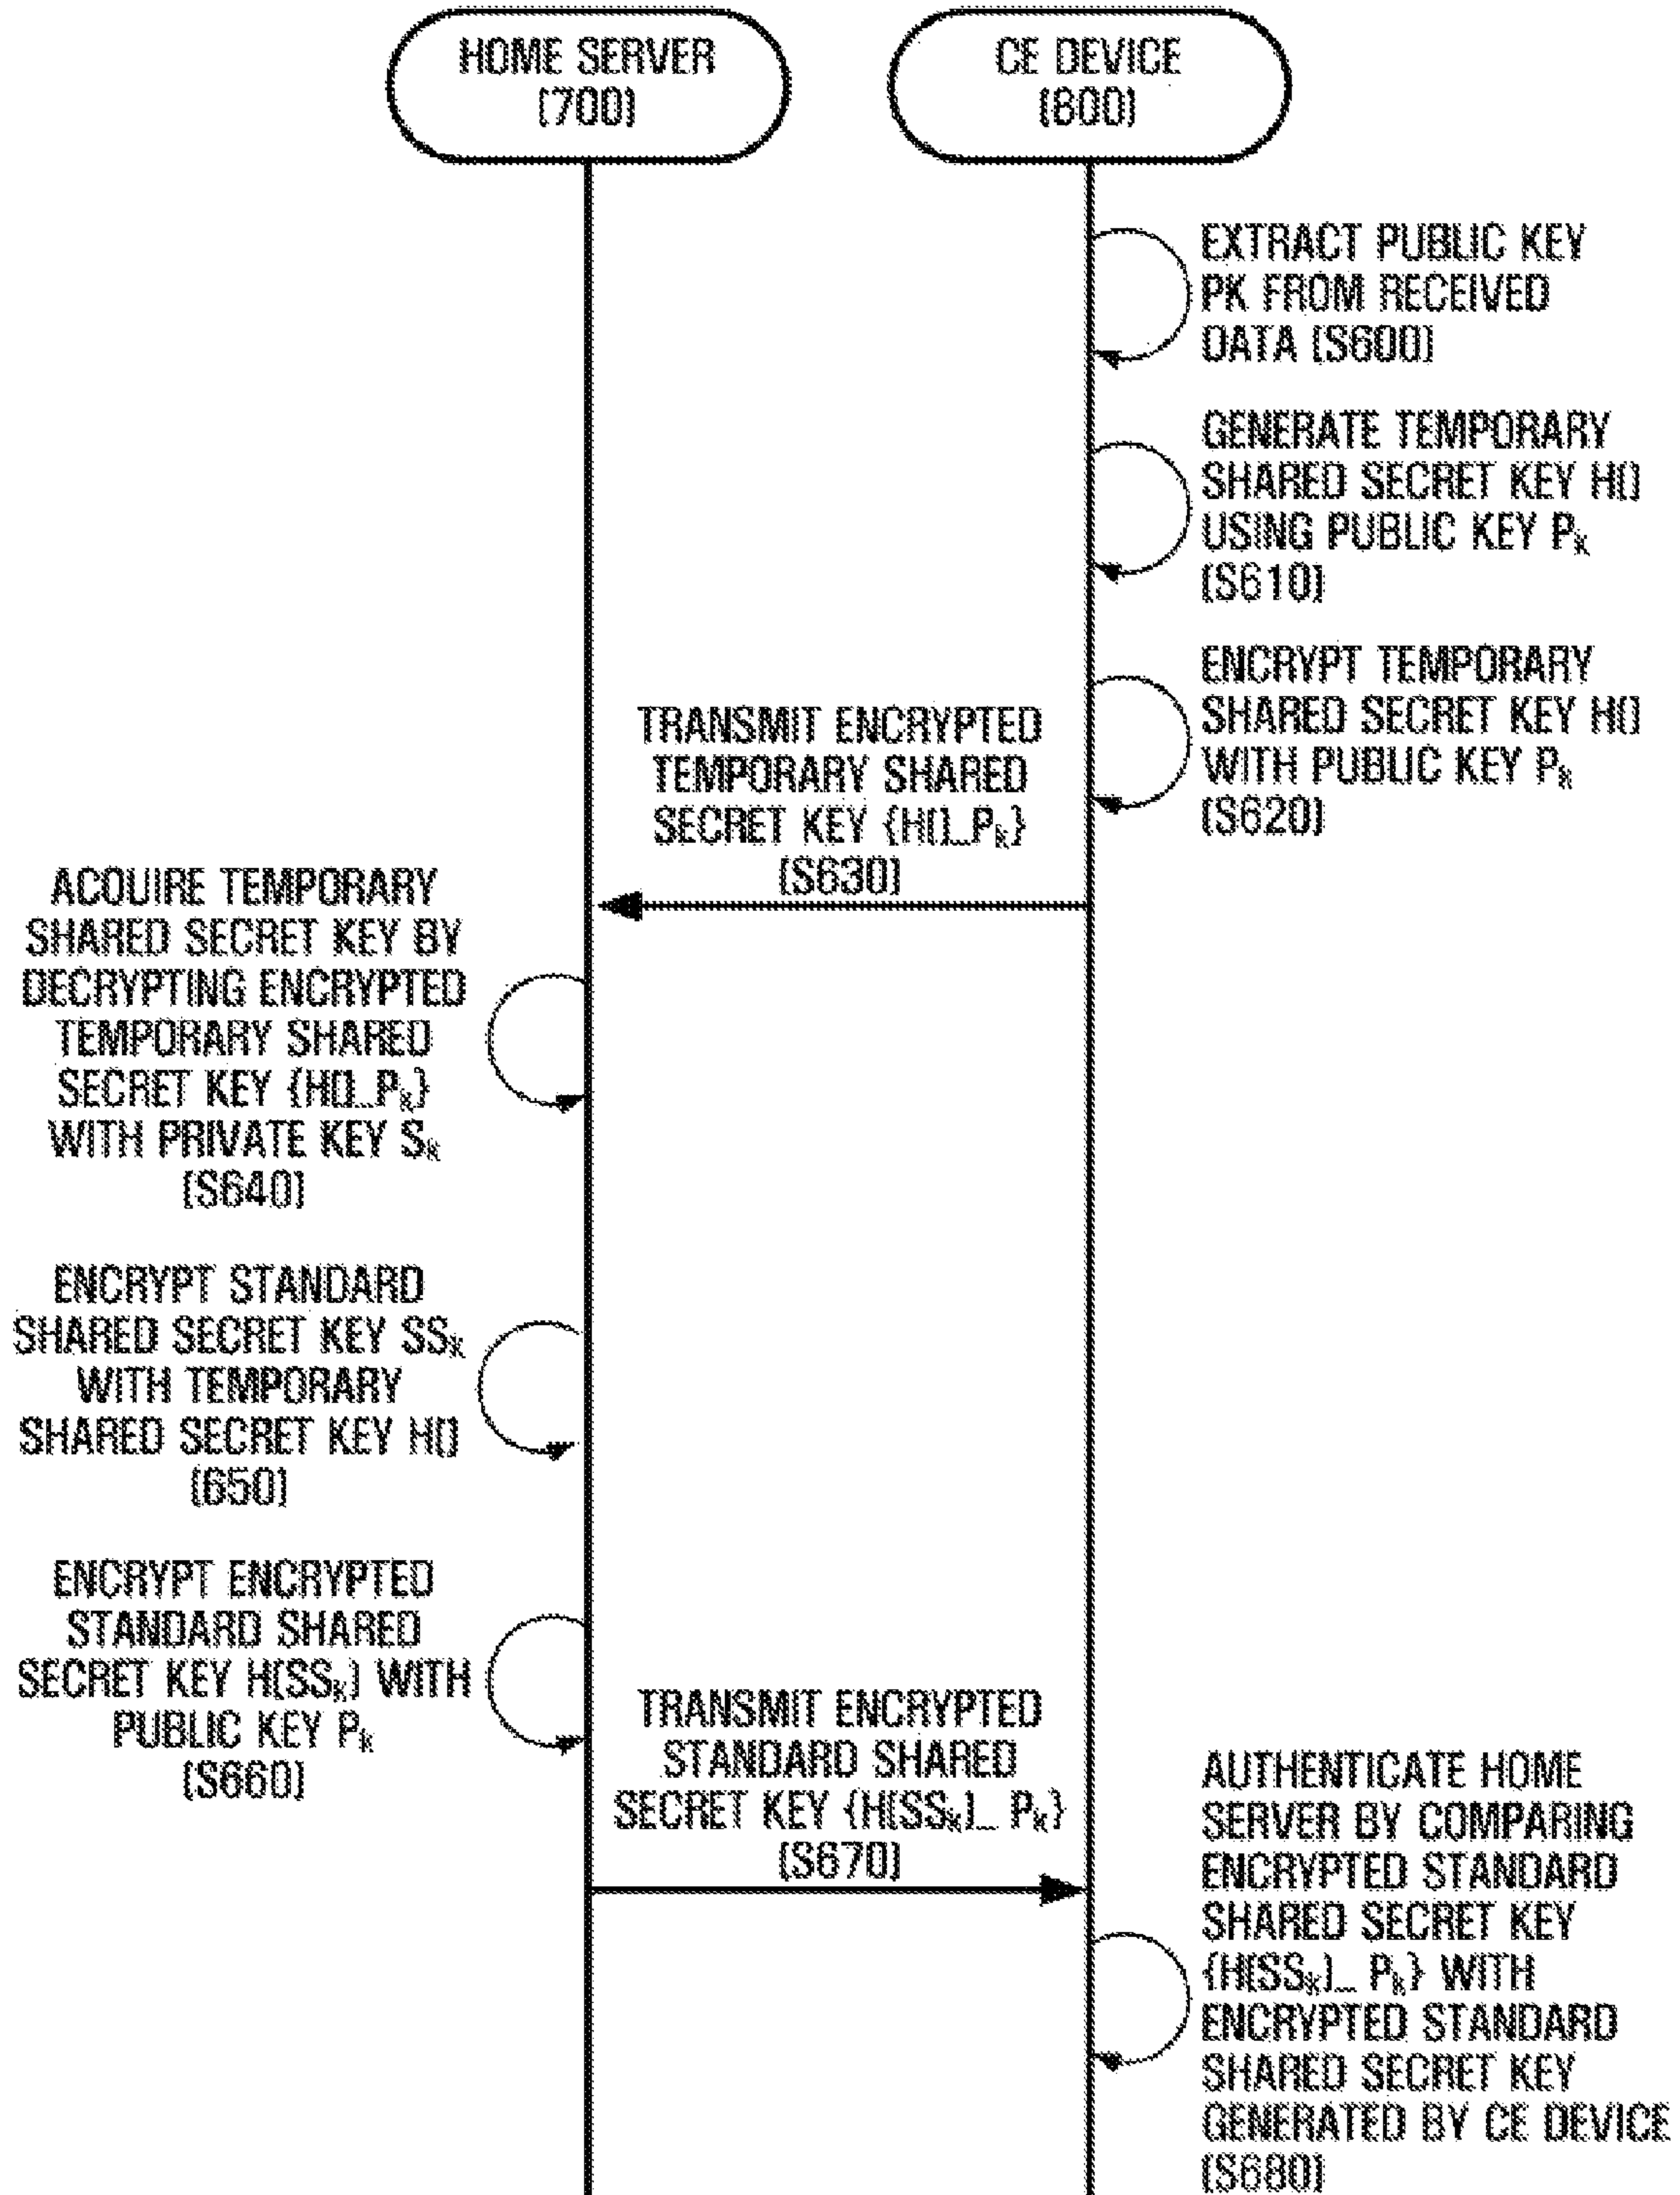 HOME SERVER
(700)
CE DEVICE
(600)
EXTRACT PUBLIC KEY
PK FROM RECEIVED
DATA (S600)
GENERATE TEMPORARY
SHARED SECRET KEY H()
USING PUBLIC KEY Pk
(S610)
ENCRYPT TEMPORARY
SHARED SECRET KEY H()
WITH PUBLIC KEY Pk
(S620)
TRANSMIT ENCRYPTED
TEMPORARY SHARED
SECRET KEY {H()_Pk}
(S630)
ACQUIRE TEMPORARY
SHARED SECRET KEY BY
DECRYPTING ENCRYPTED
TEMPORARY SHARED
SECRET KEY {H()_Pk}
WITH PRIVATE KEY Sk
(S640)
ENCRYPT STANDARD
SHARED SECRET KEY SSk
WITH TEMPORARY
SHARED SECRET KEY H()
(650)
ENCRYPT ENCRYPTED
STANDARD SHARED
SECRET KEY H(SSk) WITH
PUBLIC KEY Pk
(S660)
TRANSMIT ENCRYPTED
STANDARD SHARED
SECRET KEY {H(SSk)_ Pk}
(S670)
AUTHENTICATE HOME
SERVER BY COMPARING
ENCRYPTED STANDARD
SHARED SECRET KEY
{H(SSk)_ Pk} WITH
ENCRYPTED STANDARD
SHARED SECRET KEY
GENERATED BY CE DEVICE
(S680)